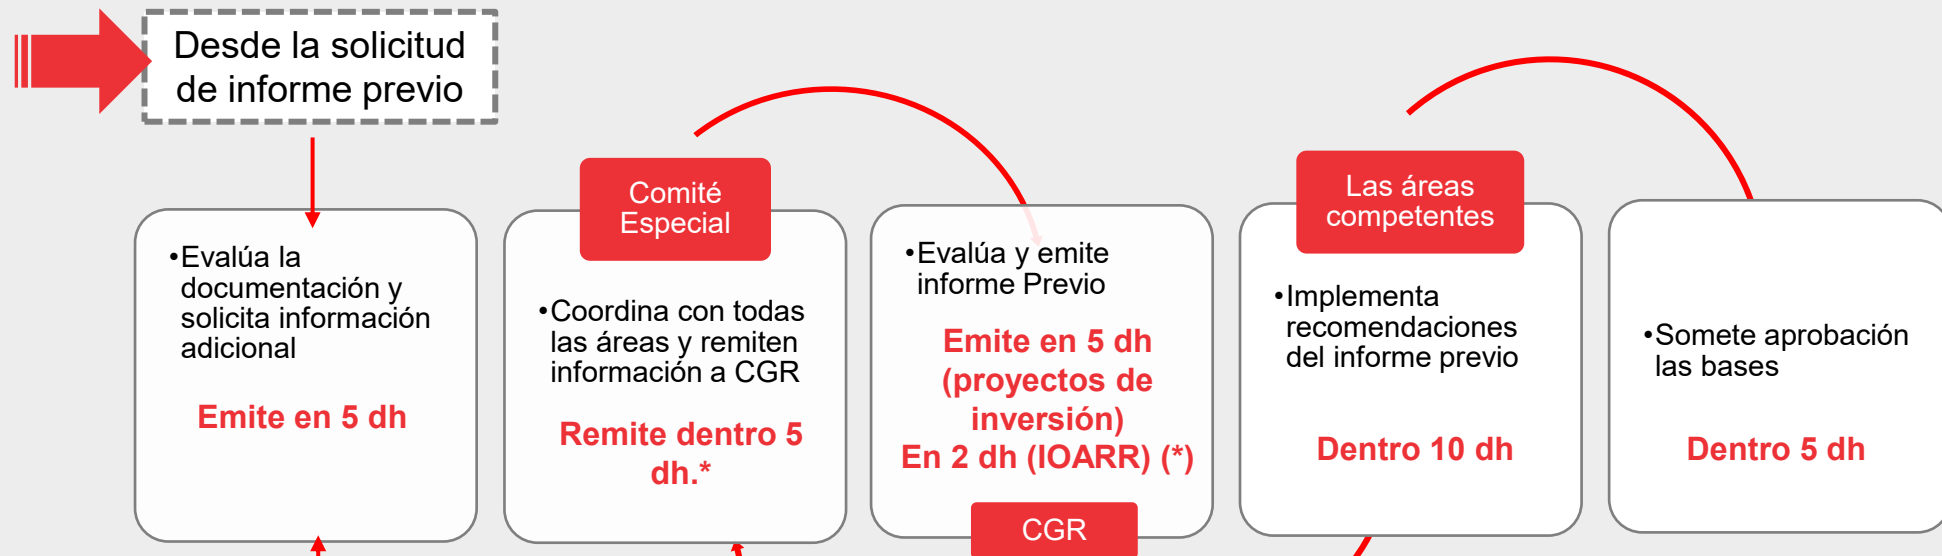 Desde la solicitud
de informe previo
•Evalúa la
documentación y
solicita información
adicional
Emite en 5 dh
Comité
Especial
•Coordina con todas
las áreas y remiten
información a CGR
Remite dentro 5
dh.*
•Evalúa y emite
informe Previo
Emite en 5 dh
(proyectos de
inversión)
En 2 dh (IOARR) (*)
CGR
Las áreas
competentes
•Implementa
recomendaciones
del informe previo
Dentro 10 dh
•Somete aprobación
las bases
Dentro 5 dh